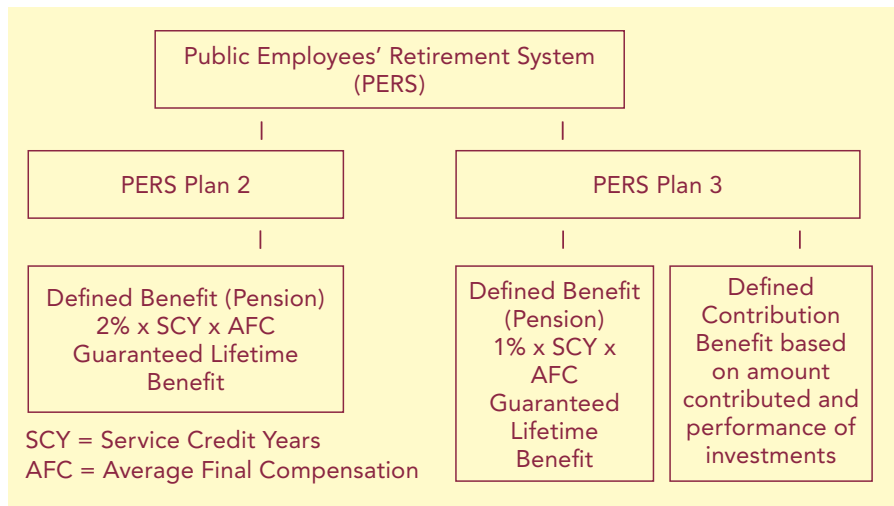 Public Employees’ Retirement System
(PERS)
PERS Plan 2
PERS Plan 3
Defined Benefit (Pension)
2% x SCY x AFC
Guaranteed Lifetime
Benefit
Defined Benefit
(Pension)
1% x SCY x
AFC
Guaranteed
Lifetime
Benefit
Defined
Contribution
Benefit based
on amount
contributed and
performance of
investments
SCY = Service Credit Years
AFC = Average Final Compensation